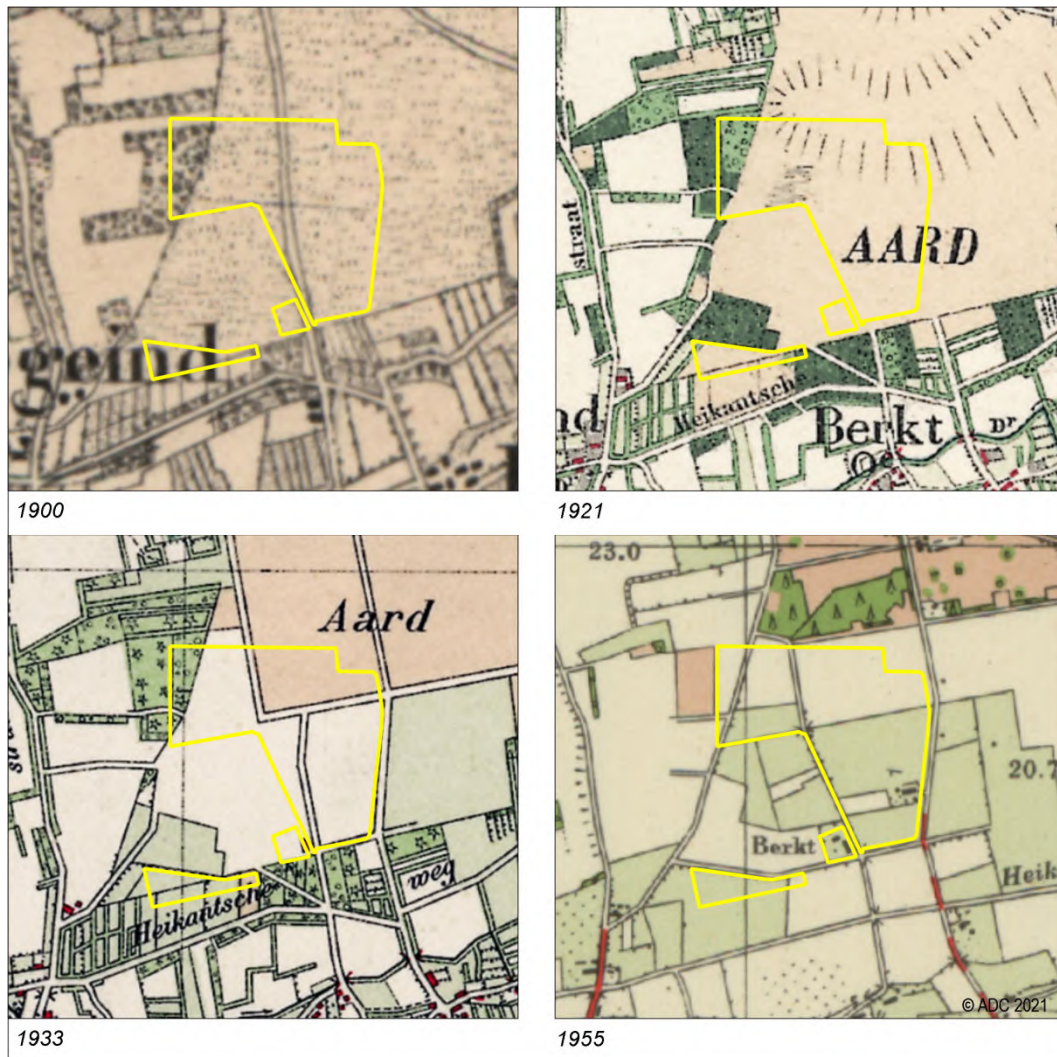 geind
1900
straat
AARD
Meikantsche
nd
Berkt
Dr
1921
Aard
weg
Heikantsche
1933
23.0
20.7
Berkt
Heik
© ADC 2021
1955